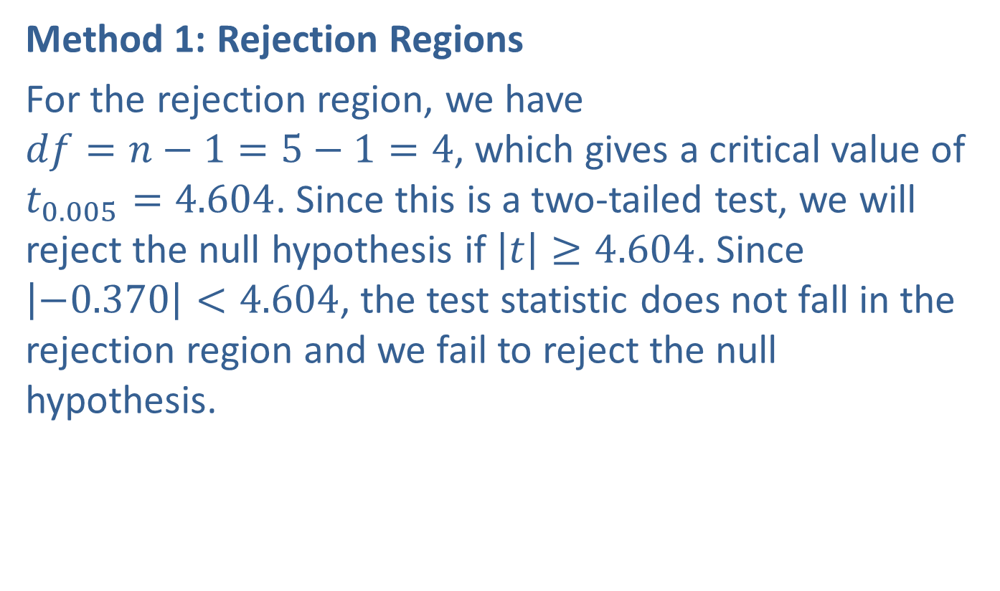 Method 1: Rejection Regions
For the rejection region, we have
𝑑𝑓 = 𝑛 − 1 = 5 − 1 = 4, which gives a critical value of
𝑡₀.₀₀₅ = 4.604. Since this is a two-tailed test, we will
reject the null hypothesis if |𝑡| ≥ 4.604. Since
|−0.370| < 4.604, the test statistic does not fall in the
rejection region and we fail to reject the null
hypothesis.